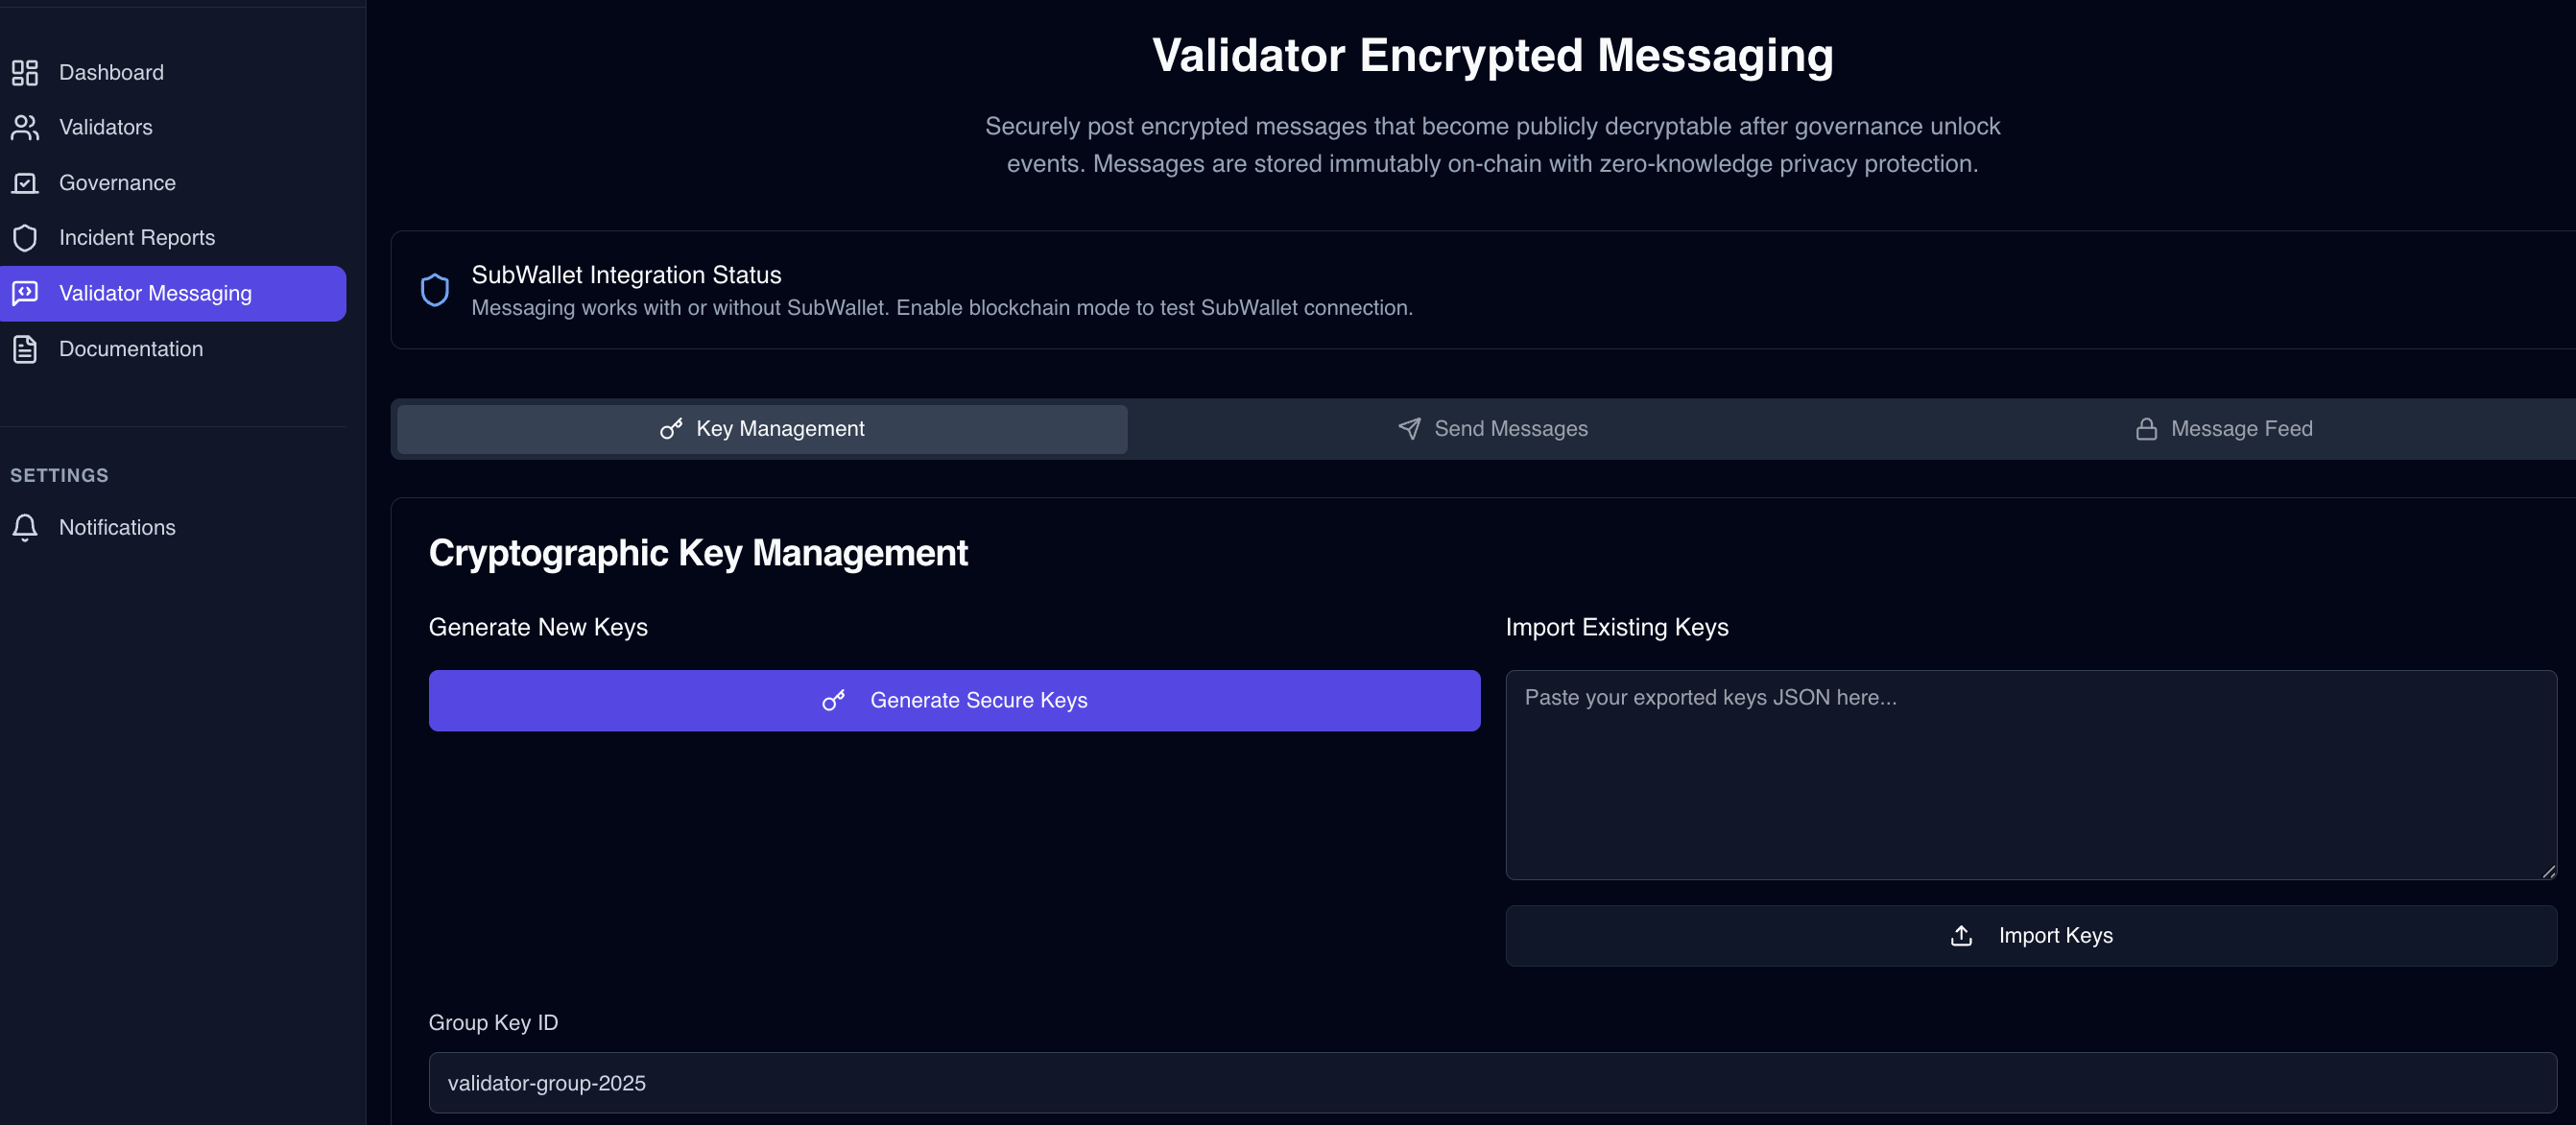 Dashboard
Validators
Governance
Incident Reports
Validator Messaging
Documentation
SETTINGS
Notifications
Validator Encrypted Messaging
Securely post encrypted messages that become publicly decryptable after governance unlock
events. Messages are stored immutably on-chain with zero-knowledge privacy protection.
SubWallet Integration Status
Messaging works with or without SubWallet. Enable blockchain mode to test SubWallet connection.
Key Management
Send Messages
Message Feed
Cryptographic Key Management
Generate New Keys
Generate Secure Keys
Import Existing Keys
Paste your exported keys JSON here...
Import Keys
Group Key ID
validator-group-2025